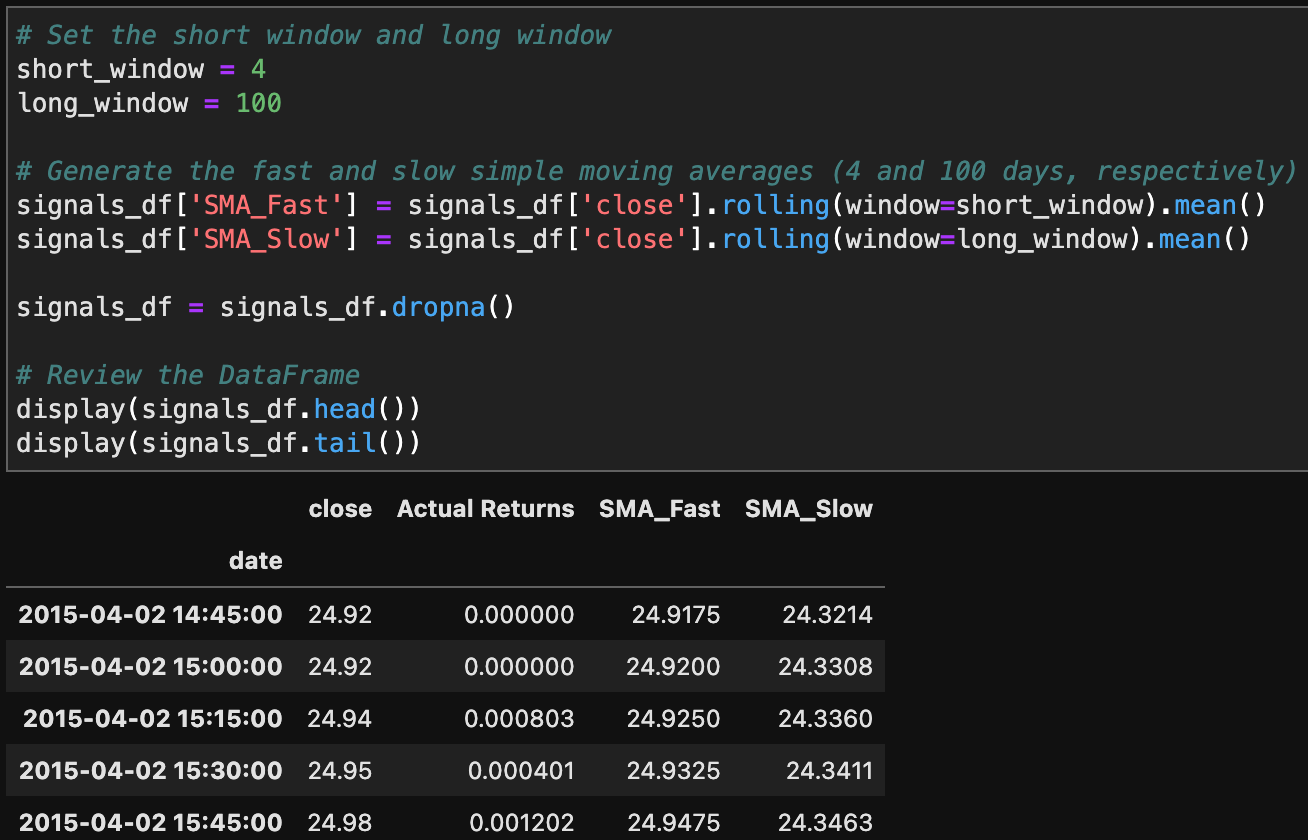 # Set the short window and long window
short_window = 4
long_window = 100
# Generate the fast and slow simple moving averages (4 and 100 days, respectively)
signals_df['SMA_Fast'] = signals_df['close'].rolling(window=short_window).mean()
signals_df['SMA_Slow'] = signals_df['close'].rolling(window=long_window).mean()
signals_df = signals_df.dropna()
# Review the DataFrame
display(signals_df.head())
display(signals_df.tail())
close Actual Returns SMA_Fast SMA_Slow
date
2015-04-02 14:45:00 24.92 0.000000 24.9175 24.3214
2015-04-02 15:00:00 24.92 0.000000 24.9200 24.3308
2015-04-02 15:15:00 24.94 0.000803 24.9250 24.3360
2015-04-02 15:30:00 24.95 0.000401 24.9325 24.3411
2015-04-02 15:45:00 24.98 0.001202 24.9475 24.3463